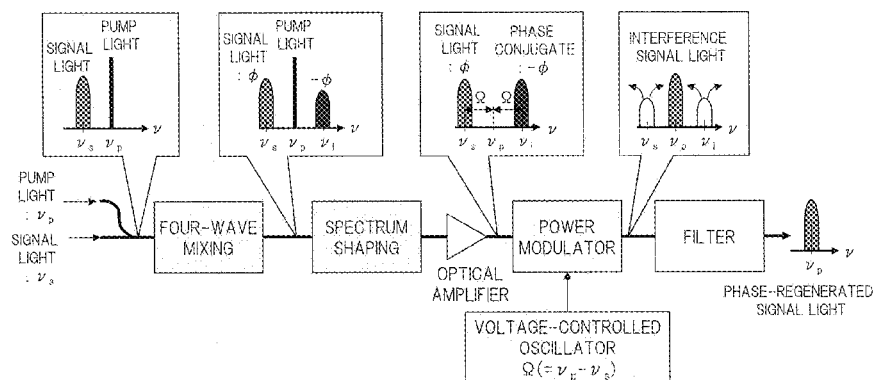 SIGNAL
LIGHT
PUMP
LIGHT
ν
νs νp
SIGNAL
LIGHT
: φ
PUMP
LIGHT
-φ
ν
νs νp νi
SIGNAL
LIGHT
: φ
PHASE
CONJUGATE
: -φ
Ω Ω
ν
νs νp νi
INTERFERENCE
SIGNAL LIGHT
ν
νs νp νi
PUMP
LIGHT
: νp
SIGNAL
LIGHT
: νs
FOUR-WAVE
MIXING
SPECTRUM
SHAPING
OPTICAL
AMPLIFIER
POWER
MODULATOR
FILTER
ν
νp
PHASE-REGENERATED
SIGNAL LIGHT
VOLTAGE-CONTROLLED
OSCILLATOR
Ω(=νp-νs)